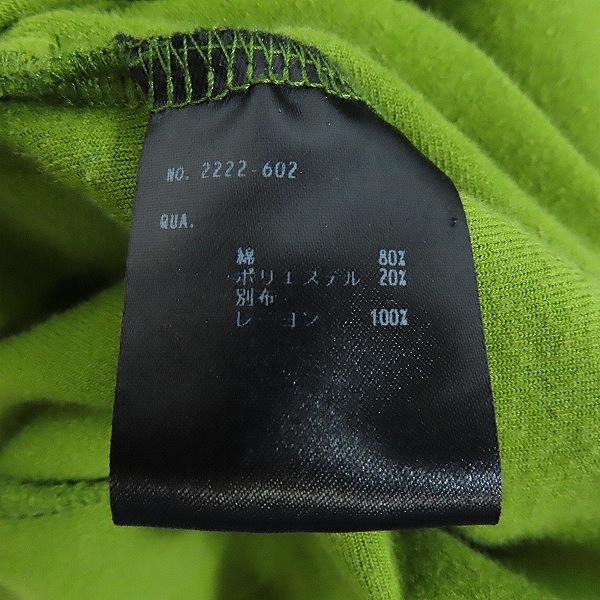 NO. 2222-602
QUA.
綿 80%
ポリエステル 20%
別布
レーヨン 100%